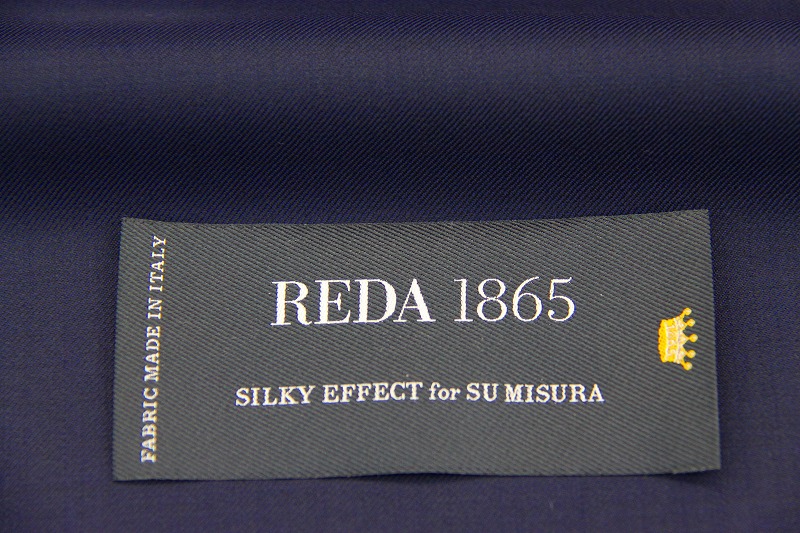 FABRIC MADE IN ITALY
REDA 1865
SILKY EFFECT for SU MISURA